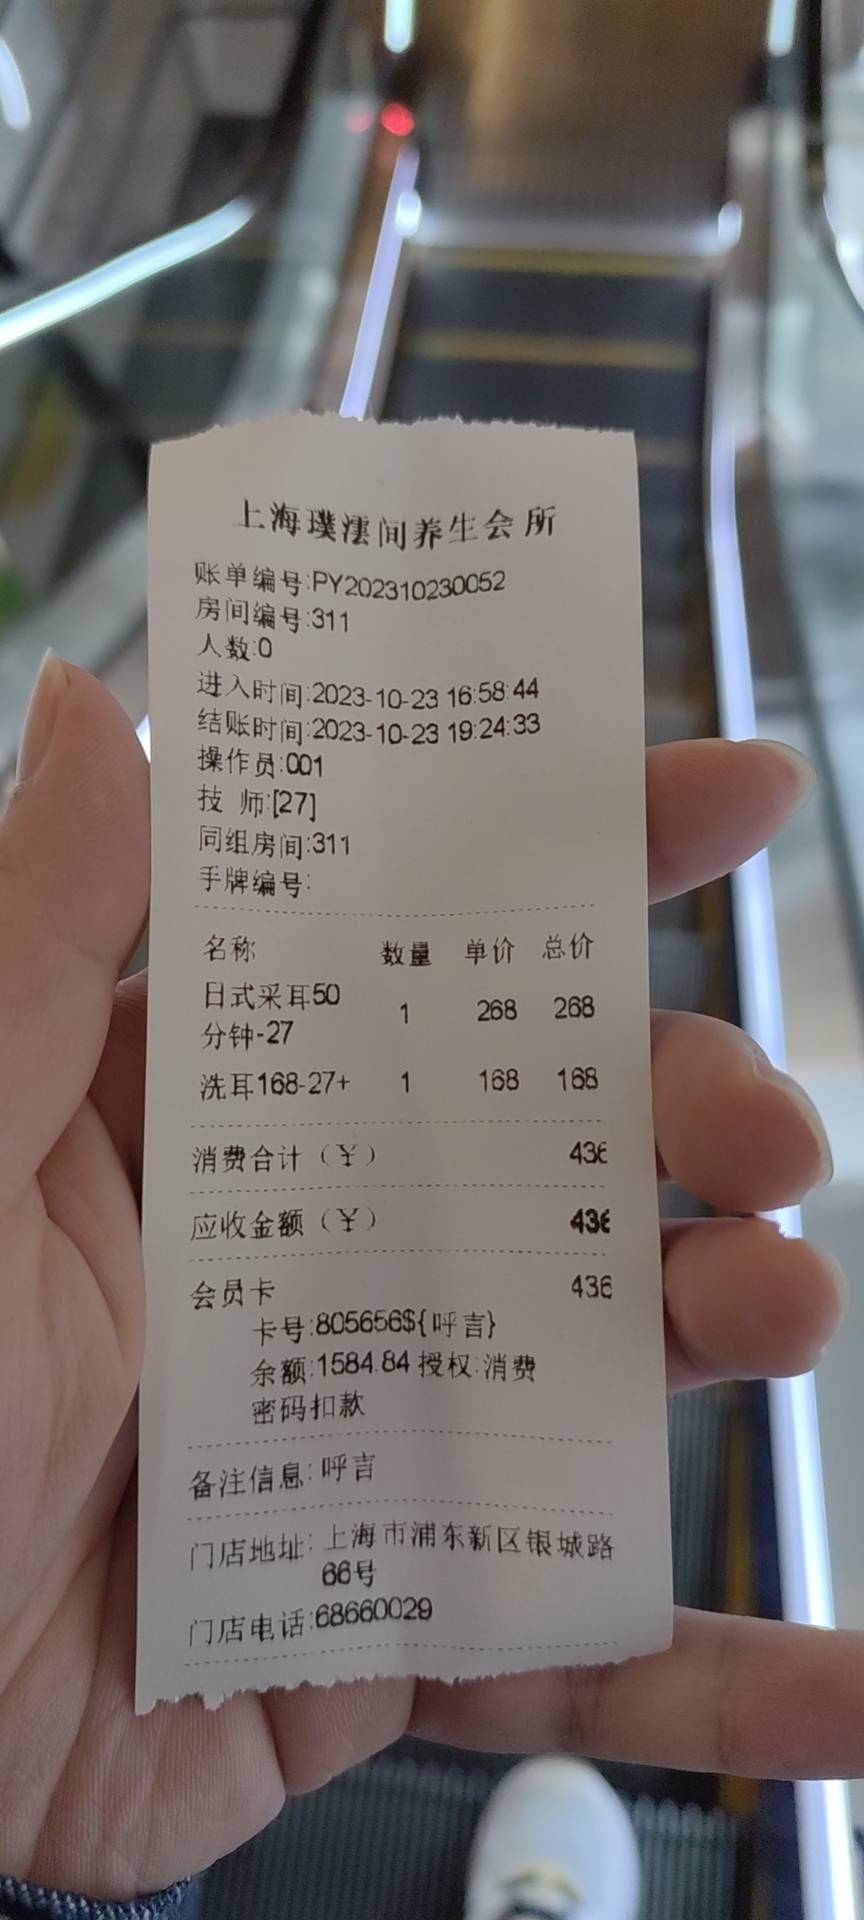 上海璞澐间养生会所
账单编号:PY202310230052
房间编号:311
人数:0
进入时间:2023-10-23 16:58:44
结账时间:2023-10-23 19:24:33
操作员:001
技 师:[27]
同组房间:311
手牌编号:
名称 数量 单价 总价
日式采耳50
分钟-27 1 268 268
洗耳168-27+ 1 168 168
消费合计（¥） 436
应收金额（¥） 436
会员卡 436
卡号:805656${呼言}
余额:1584.84 授权:消费
密码扣款
备注信息:呼言
门店地址:上海市浦东新区银城路
66号
门店电话:68660029